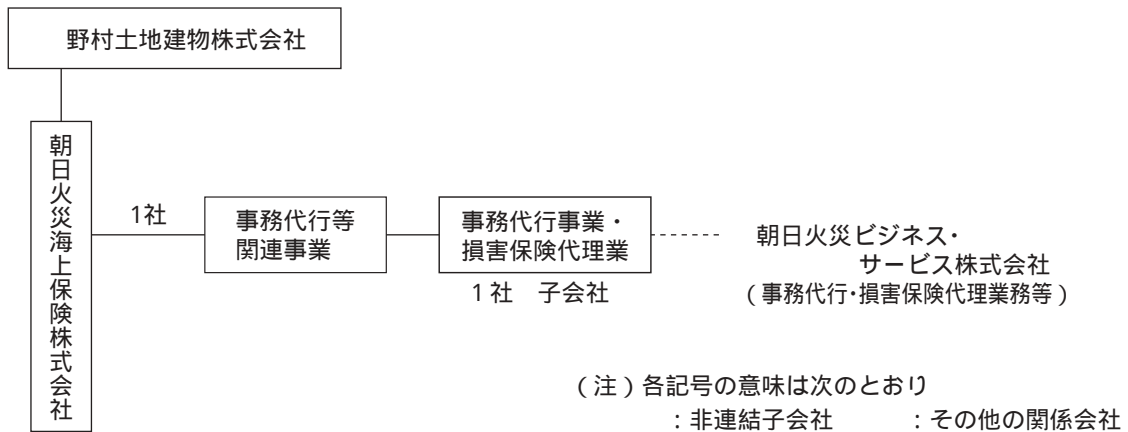 野村土地建物株式会社
朝日火災海上保険株式会社
1社
事務代行等
関連事業
事務代行事業・
損害保険代理業
1社 子会社
朝日火災ビジネス・
サービス株式会社
(事務代行・損害保険代理業務等)
(注)各記号の意味は次のとおり
:非連結子会社 :その他の関係会社